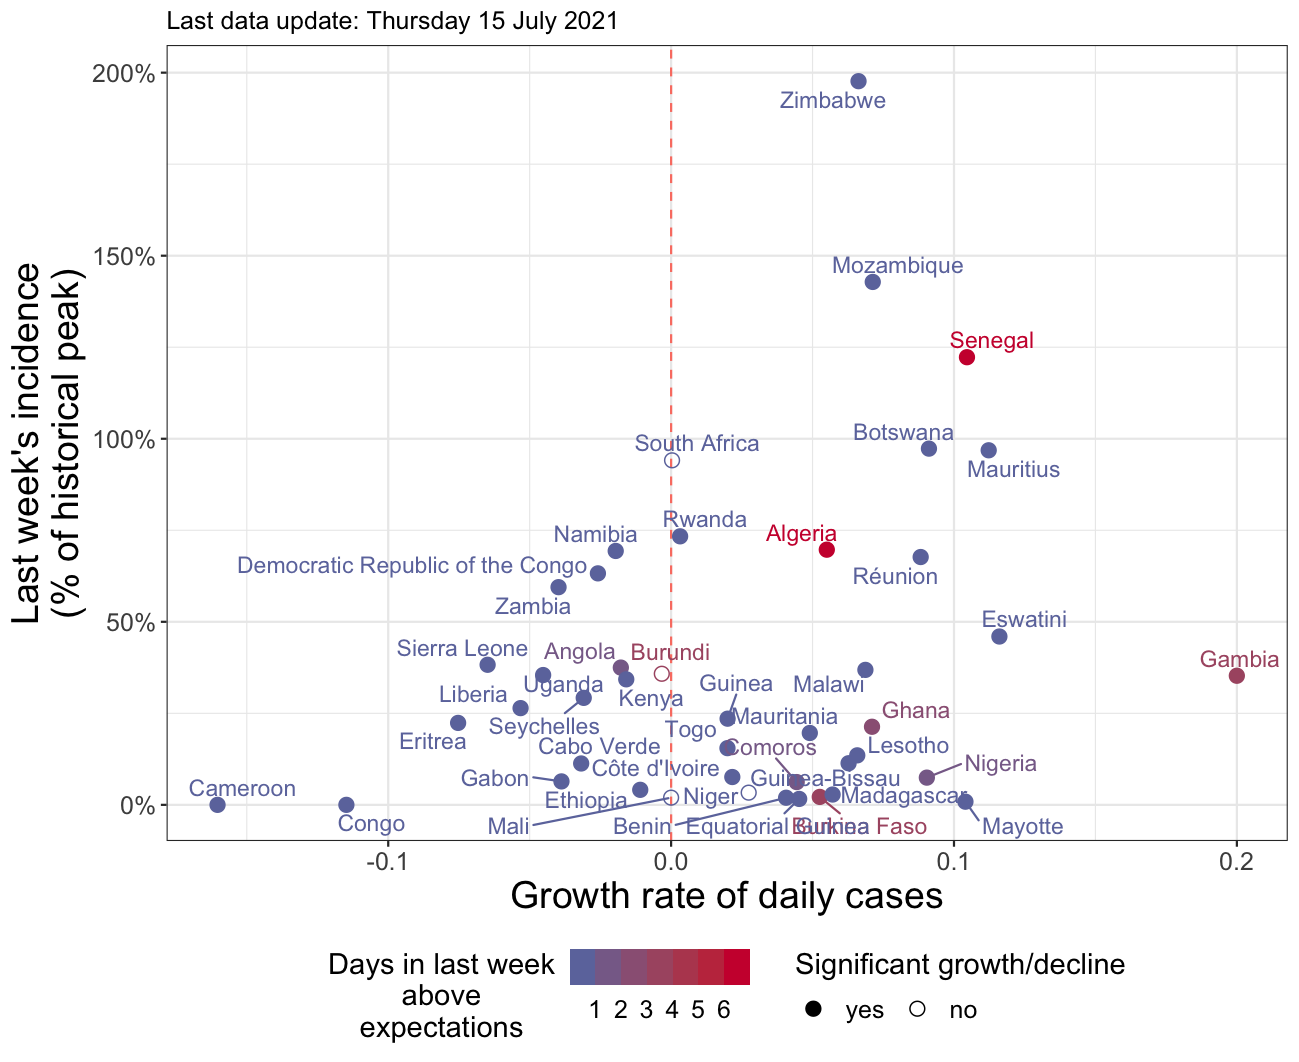 Last data update: Thursday 15 July 2021
Last week's incidence
(% of historical peak)
200%
150%
100%
50%
0%
Zimbabwe
Mozambique
Senegal
Botswana
South Africa
Mauritius
Rwanda
Algeria
Namibia
Democratic Republic of the Congo
Réunion
Zambia
Eswatini
Sierra Leone
Angola
Burundi
Gambia
Uganda
Guinea
Malawi
Liberia
Kenya
Seychelles
Mauritania
Ghana
Togo
Eritrea
Cabo Verde
Comoros
Lesotho
Côte d'Ivoire
Nigeria
Gabon
Guinea-Bissau
Cameroon
Ethiopia
Niger
Madagascar
Congo
Mali
Benin
Equatorial Guinea
Burkina Faso
Mayotte
-0.1
0.0
0.1
0.2
Growth rate of daily cases
Days in last week
above
expectations
1 2 3 4 5 6
Significant growth/decline
yes
no